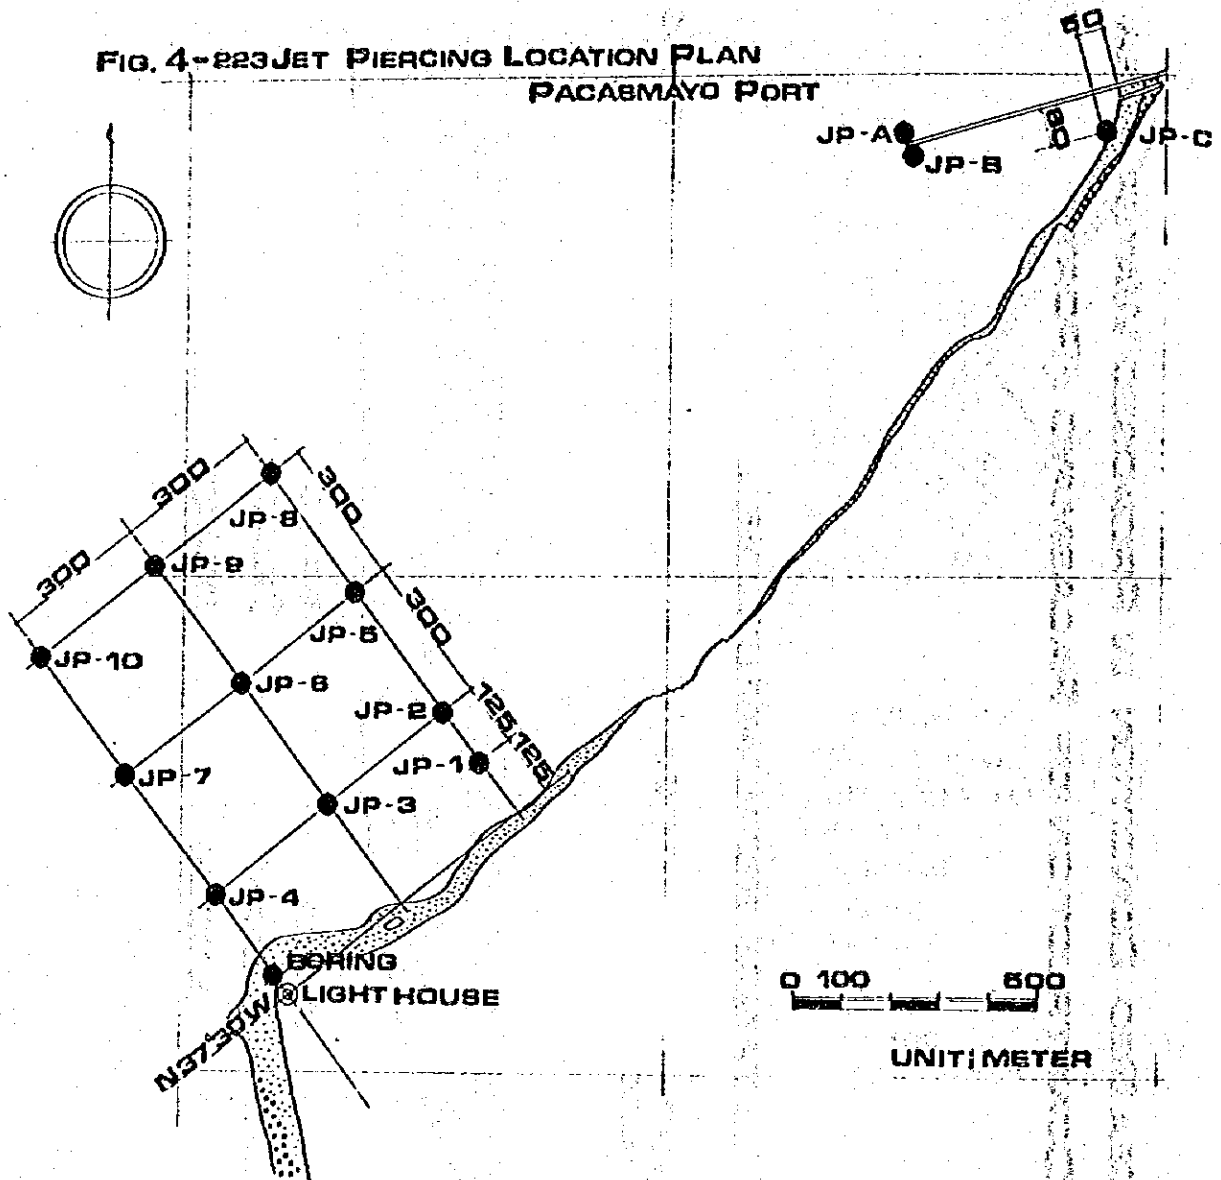 FIG. 4-223 JET PIERCING LOCATION PLAN
PACASMAYO PORT
50
JP-A
JP-B
80
JP-C
300
300
JP-8
300
JP-9
300
JP-5
JP-10
JP-6
JP-2
125
125
JP-1
JP-7
JP-3
JP-4
BORING
LIGHT HOUSE
N37°30'W
0 100 500
UNIT; METER